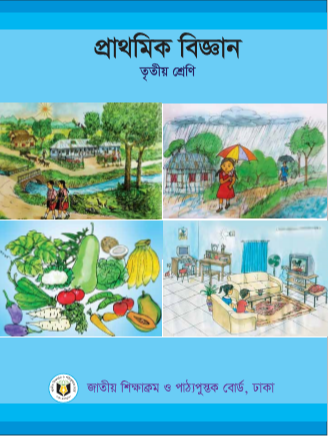 প্রাথমিক বিজ্ঞান
তৃতীয় শ্রেণি
জাতীয় শিক্ষাক্রম ও পাঠ্যপুস্তক বোর্ড, ঢাকা